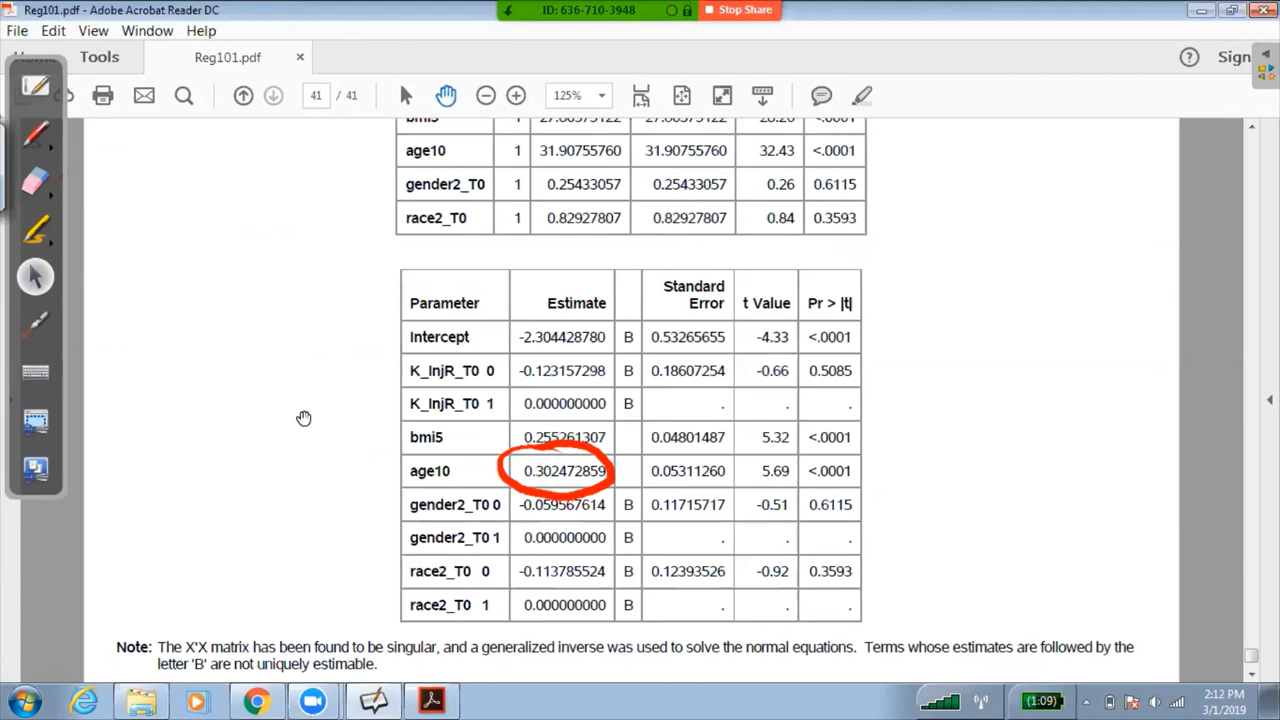 Reg101.pdf - Adobe Acrobat Reader DC
ID: 636-710-3948
Stop Share
File Edit View Window Help
Tools
Reg101.pdf
×
Sign
41 / 41
125%
bmi5 1
<.0001
age10 1 31.90755760 31.90755760 32.43 <.0001
gender2_T0 1 0.25433057 0.25433057 0.26 0.6115
race2_T0 1 0.82927807 0.82927807 0.84 0.3593
Parameter Estimate Standard Error t Value Pr > |t|
Intercept -2.304428780 B 0.53265655 -4.33 <.0001
K_InjR_T0 0 -0.123157298 B 0.18607254 -0.66 0.5085
K_InjR_T0 1 0.000000000 B . . .
bmi5 0.255261307 0.04801487 5.32 <.0001
age10 0.302472859 0.05311260 5.69 <.0001
gender2_T0 0 -0.059567614 B 0.11715717 -0.51 0.6115
gender2_T0 1 0.000000000 B . . .
race2_T0 0 -0.113785524 B 0.12393526 -0.92 0.3593
race2_T0 1 0.000000000 B . . .
Note: The X'X matrix has been found to be singular, and a generalized inverse was used to solve the normal equations. Terms whose estimates are followed by the
letter 'B' are not uniquely estimable.
(1:09)
2:12 PM
3/1/2019